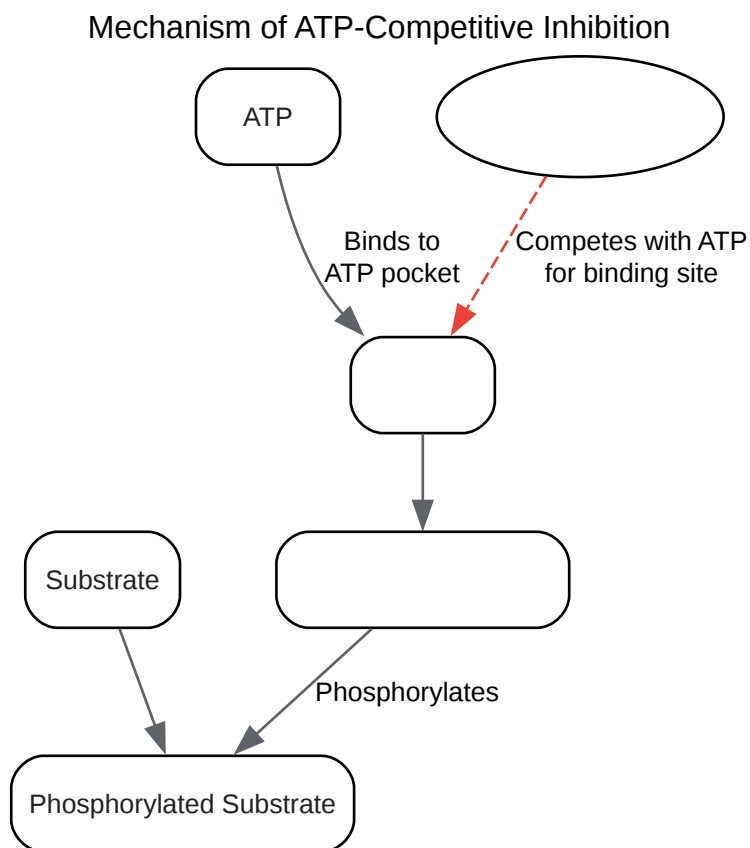 Mechanism of ATP-Competitive Inhibition
ATP
Binds to
ATP pocket
Competes with ATP
for binding site
Substrate
Phosphorylates
Phosphorylated Substrate